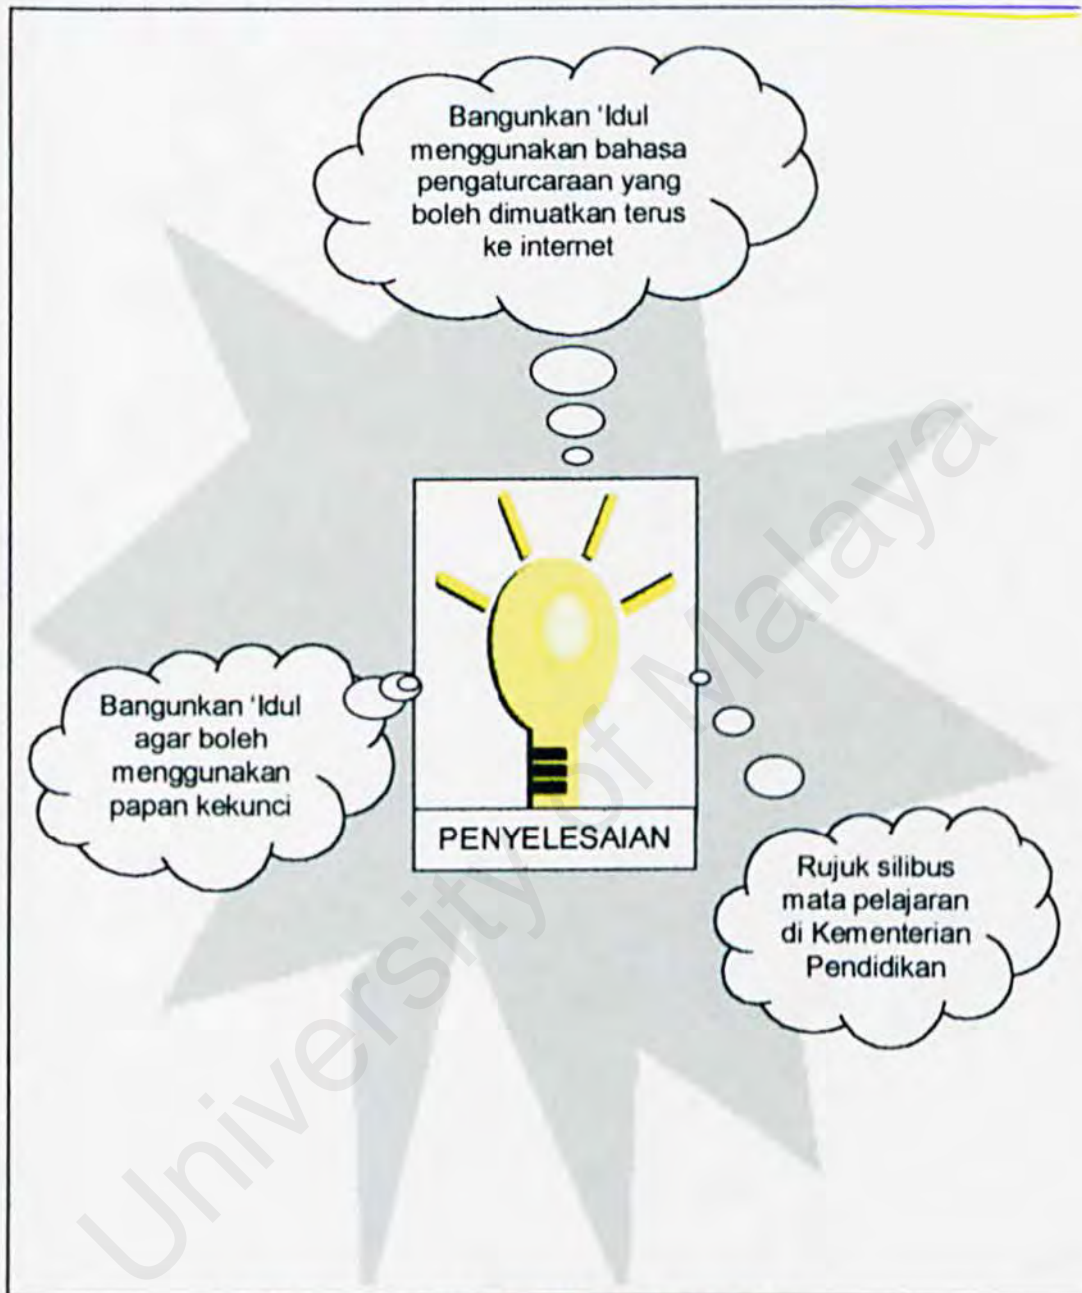 Bangunkan 'Idul
menggunakan bahasa
pengaturcaraan yang
boleh dimuatkan terus
ke internet
Bangunkan 'Idul
agar boleh
menggunakan
papan kekunci
PENYELESAIAN
Rujuk silibus
mata pelajaran
di Kementerian
Pendidikan
University of Malaya